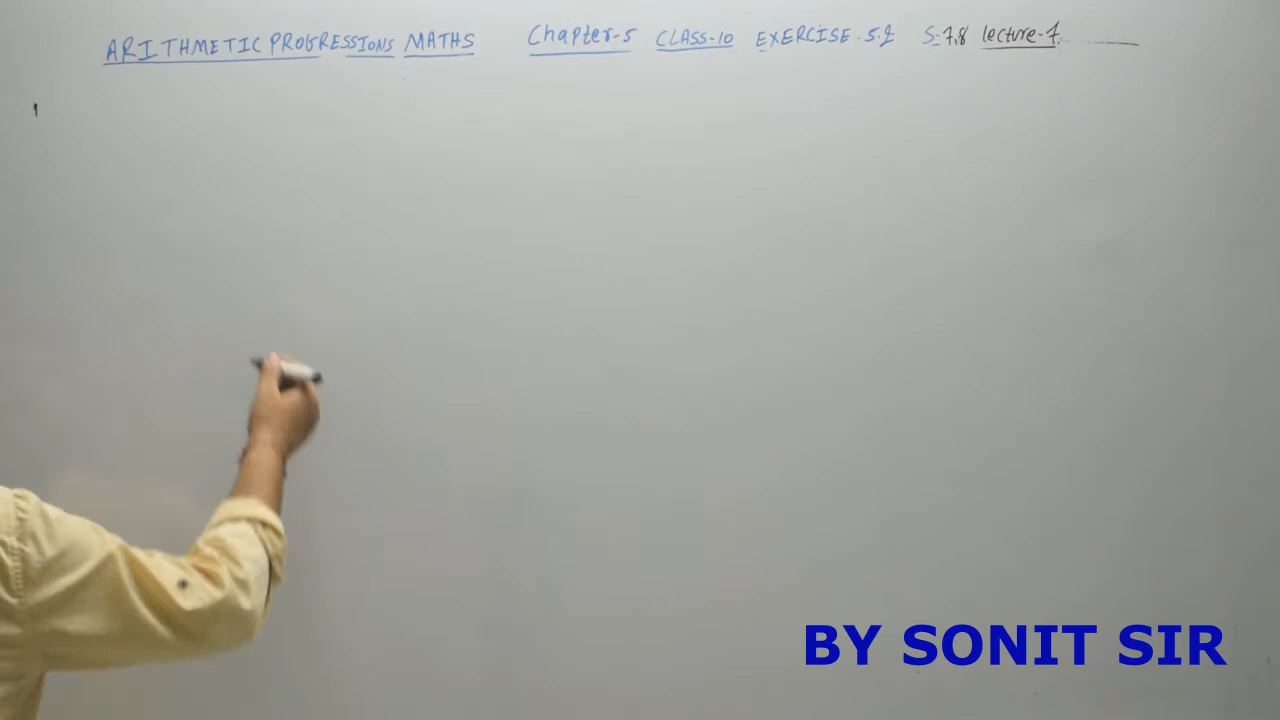 ARITHMETIC PROGRESSIONS MATHS Chapter-5 CLASS-10 EXERCISE.5.2 S-7,8 lecture-7
BY SONIT SIR